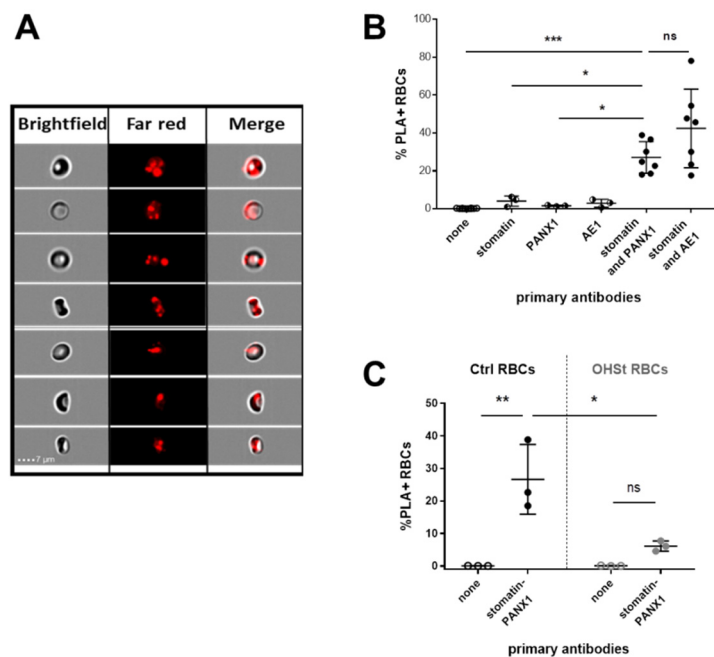 A
Brightfield Far red Merge
7 µm
B
% PLA+ RBCs
100
80
60
40
20
0
***
ns
*
*
none
stomatin
PANX1
AE1
stomatin
and PANX1
stomatin
and AE1
primary antibodies
C
Ctrl RBCs OHSt RBCs
%PLA+ RBCs
50
40
30
20
10
0
**
*
ns
none
stomatin-
PANX1
none
stomatin-
PANX1
primary antibodies